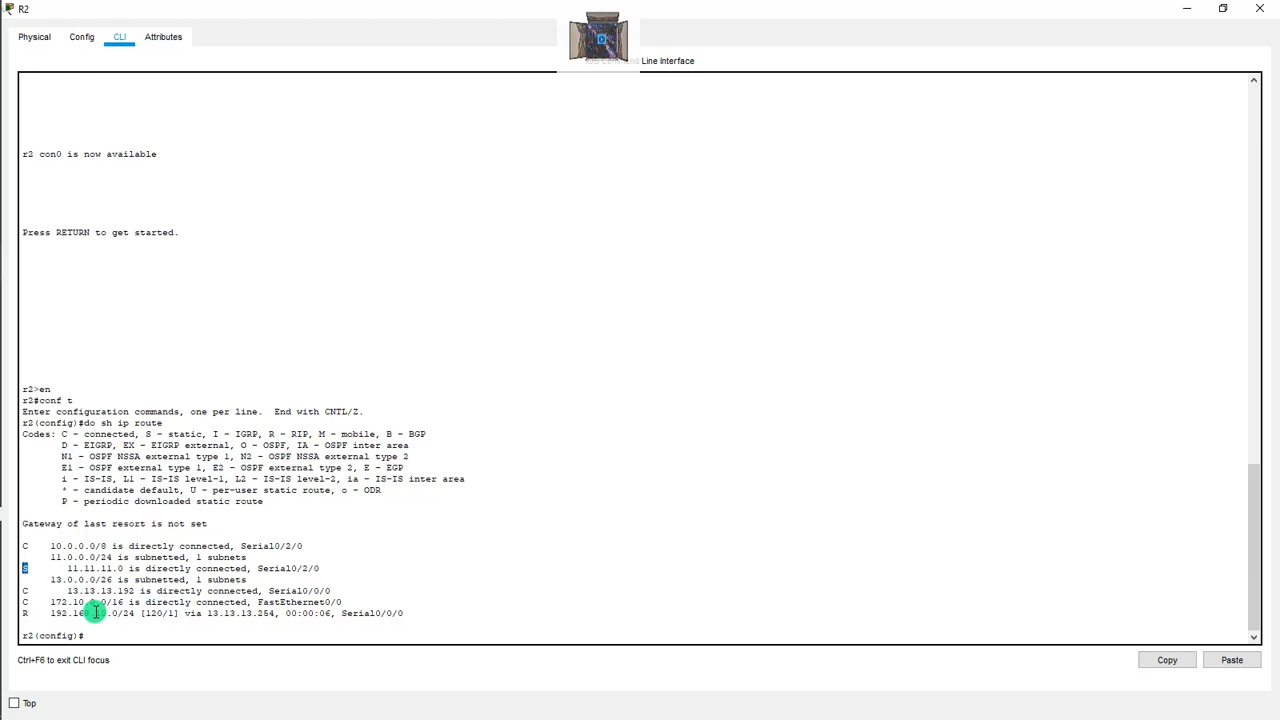 R2
Physical Config CLI Attributes
Command Line Interface
r2 con0 is now available
Press RETURN to get started.
r2>en
r2#conf t
Enter configuration commands, one per line.  End with CNTL/Z.
r2(config)#do sh ip route
Codes: C - connected, S - static, I - IGRP, R - RIP, M - mobile, B - BGP
D - EIGRP, EX - EIGRP external, O - OSPF, IA - OSPF inter area
N1 - OSPF NSSA external type 1, N2 - OSPF NSSA external type 2
E1 - OSPF external type 1, E2 - OSPF external type 2, E - EGP
i - IS-IS, L1 - IS-IS level-1, L2 - IS-IS level-2, ia - IS-IS inter area
* - candidate default, U - per-user static route, o - ODR
P - periodic downloaded static route
Gateway of last resort is not set
C 10.0.0.0/8 is directly connected, Serial0/2/0
11.0.0.0/24 is subnetted, 1 subnets
S 11.11.11.0 is directly connected, Serial0/2/0
13.0.0.0/26 is subnetted, 1 subnets
C 13.13.13.192 is directly connected, Serial0/0/0
C 172.10.0.0/16 is directly connected, FastEthernet0/0
R [120/1] via 13.13.13.254, 00:00:06, Serial0/0/0
r2(config)#
Ctrl+F6 to exit CLI focus
Copy Paste
Top